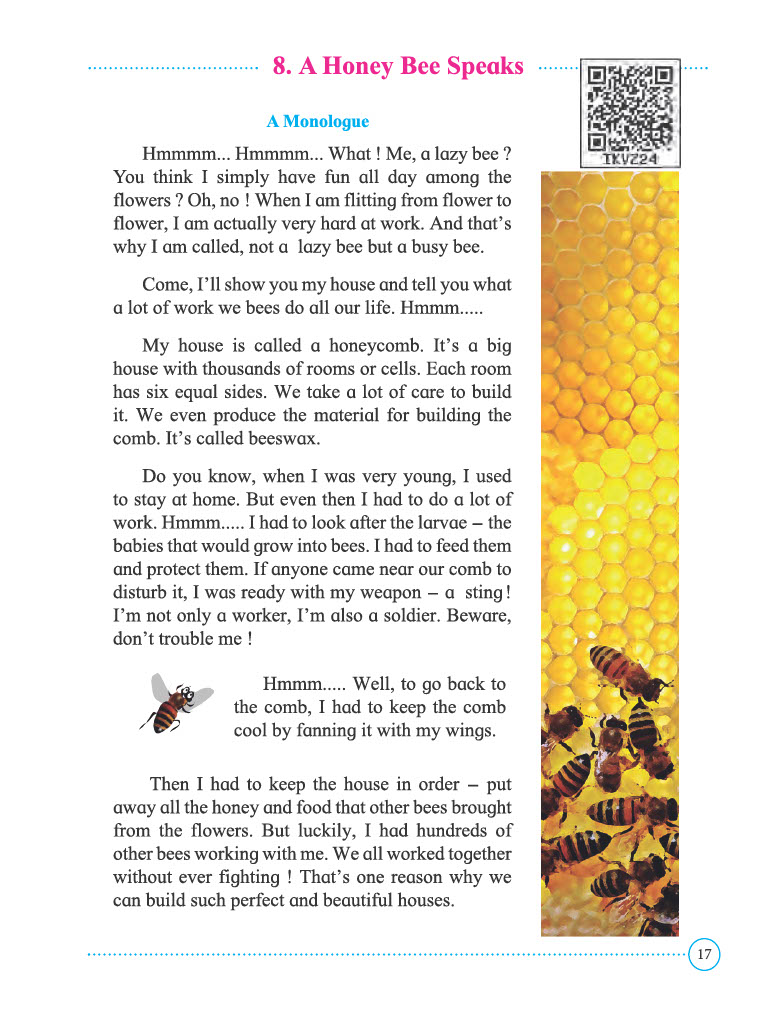 8. A Honey Bee Speaks
IKVZ24
A Monologue
Hmmmm... Hmmmm... What ! Me, a lazy bee ?
You think I simply have fun all day among the
flowers ? Oh, no ! When I am flitting from flower to
flower, I am actually very hard at work. And that’s
why I am called, not a lazy bee but a busy bee.
Come, I’ll show you my house and tell you what
a lot of work we bees do all our life. Hmmm.....
My house is called a honeycomb. It’s a big
house with thousands of rooms or cells. Each room
has six equal sides. We take a lot of care to build
it. We even produce the material for building the
comb. It’s called beeswax.
Do you know, when I was very young, I used
to stay at home. But even then I had to do a lot of
work. Hmmm..... I had to look after the larvae – the
babies that would grow into bees. I had to feed them
and protect them. If anyone came near our comb to
disturb it, I was ready with my weapon – a sting !
I’m not only a worker, I’m also a soldier. Beware,
don’t trouble me !
Hmmm..... Well, to go back to
the comb, I had to keep the comb
cool by fanning it with my wings.
Then I had to keep the house in order – put
away all the honey and food that other bees brought
from the flowers. But luckily, I had hundreds of
other bees working with me. We all worked together
without ever fighting ! That’s one reason why we
can build such perfect and beautiful houses.
17